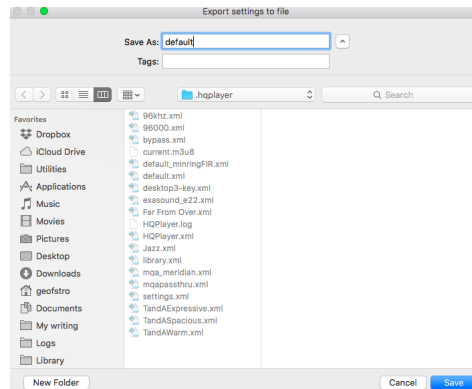 Export settings to file
Save As: default
Tags:
.hqplayer
Search
Favorites
Dropbox
iCloud Drive
Utilities
Applications
Music
Movies
Pictures
Desktop
Downloads
geofstro
Documents
My writing
Logs
Library
96khz.xml
96000.xml
bypass.xml
current.m3u8
default_minringFIR.xml
default.xml
desktop3-key.xml
exasound_e22.xml
Far From Over.xml
HQPlayer.log
HQPlayer.xml
Jazz.xml
library.xml
mqa_meridian.xml
mqapassthru.xml
settings.xml
TandAExpressive.xml
TandASpacious.xml
TandAWarm.xml
New Folder
Cancel
Save